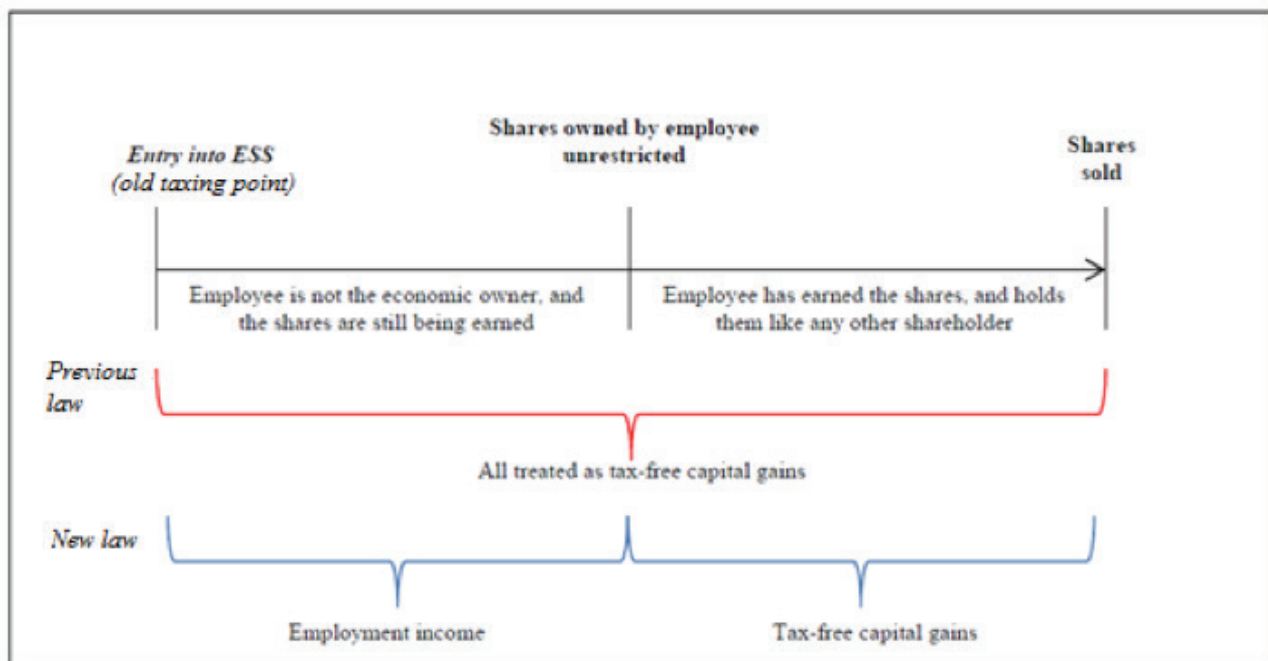 Entry into ESS
(old taxing point)
Shares owned by employee
unrestricted
Shares
sold
Employee is not the economic owner, and
the shares are still being earned
Employee has earned the shares, and holds
them like any other shareholder
Previous
law
All treated as tax-free capital gains
New law
Employment income
Tax-free capital gains